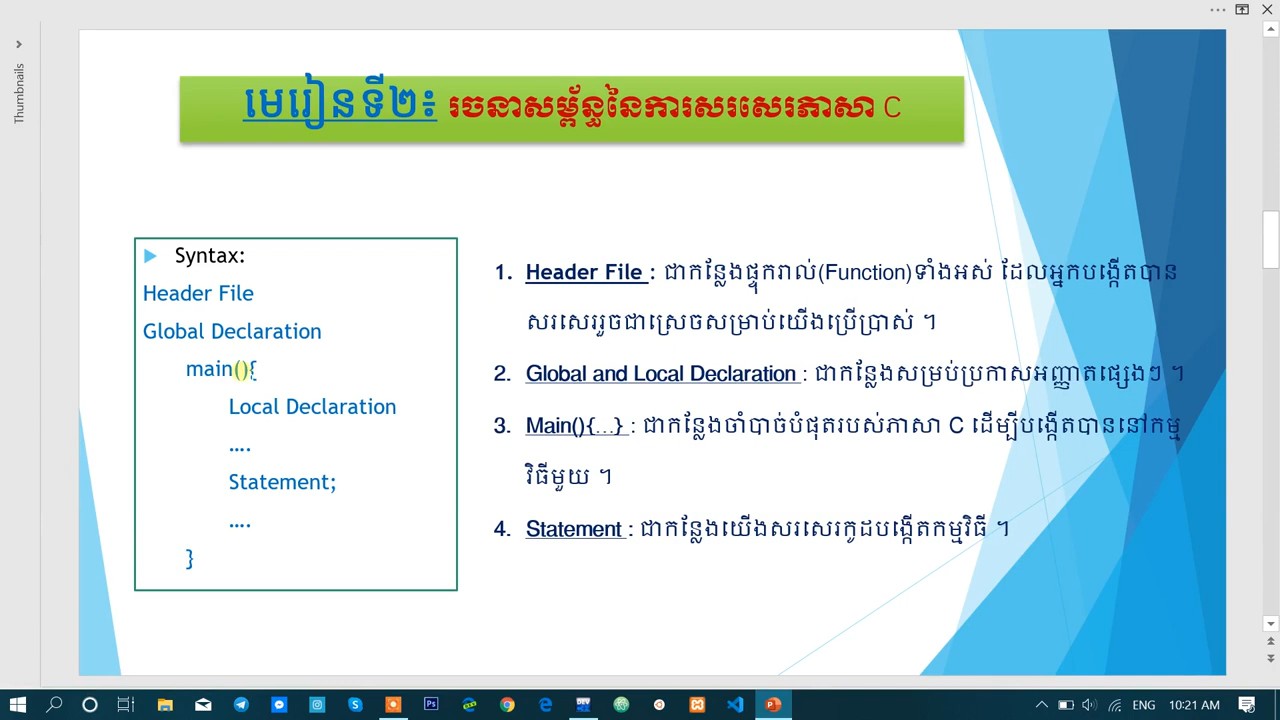 Thumbnails
មេរៀនទី២៖ រចនាសម្ព័ន្ធនៃការសរសេរភាសា C
Syntax:
Header File
Global Declaration
main(){
Local Declaration
....
Statement;
....
}
1. Header File : ជាកន្លែងផ្ទុករាល់(Function)ទាំងអស់ ដែលអ្នកបង្កើតបាន
សរសេររួចជាស្រេចសម្រាប់យើងប្រើប្រាស់ ។
2. Global and Local Declaration : ជាកន្លែងសម្រប់ប្រកាសអញ្ញាតផ្សេងៗ ។
3. Main(){...} : ជាកន្លែងចាំបាច់បំផុតរបស់ភាសា C ដើម្បីបង្កើតបាននៅកម្ម
វិធីមួយ ។
4. Statement : ជាកន្លែងយើងសរសេរកូដបង្កើតកម្មវិធី ។
ENG
10:21 AM